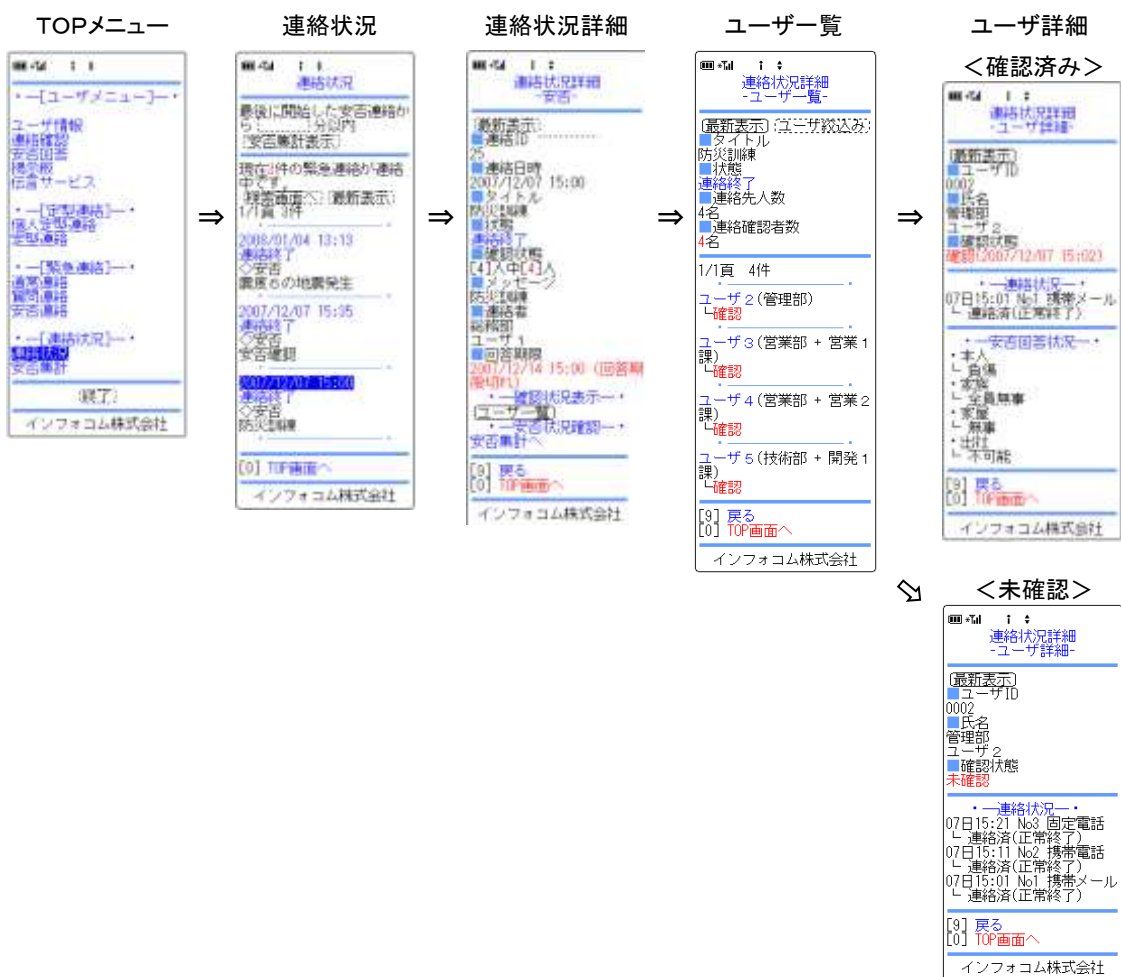 TOPメニュー
・―[ユーザメニュー]―・
ユーザ情報
連絡確認
安否回答
掲示板
伝言サービス
・―[定型連絡]―・
個人定型連絡
定型連絡
・―[緊急連絡]―・
通常連絡
質問連絡
安否連絡
・―[連絡状況]―・
連絡状況
安否集計
(終了)
インフォコム株式会社
⇒
連絡状況
連絡状況
最後に開始した安否連絡か
ら 分以内
安否集計表示
現在3件の緊急連絡が連絡
中です。
検索画面へ 最新表示
1/1頁 3件
2008/01/04 13:13
連絡終了
◇安否
震度6の地震発生
2007/12/07 15:35
連絡終了
◇安否
安否確認
2007/12/07 15:00
連絡終了
◇安否
防災訓練
[0] TOP画面へ
インフォコム株式会社
⇒
連絡状況詳細
連絡状況詳細
-安否-
最新表示
■連絡ID
25
■連絡日時
2007/12/07 15:00
■タイトル
防災訓練
■状態
連絡終了
■確認状態
[4]人中[4]人
■メッセージ
防災訓練
■連絡者
総務部
ユーザ1
■回答期限
2007/12/14 15:00 (回答期
限切れ)
・―確認状況表示―・
(ユーザ一覧)
・―安否状況確認―・
安否集計へ
[9] 戻る
[0] TOP画面へ
インフォコム株式会社
⇒
ユーザ一覧
連絡状況詳細
-ユーザ一覧-
(最新表示) ユーザ絞込み
■タイトル
防災訓練
■状態
連絡終了
■連絡先人数
4名
■連絡確認者数
4名
1/1頁 4件
ユーザ2(管理部)
└確認
ユーザ3(営業部 + 営業1
課)
└確認
ユーザ4(営業部 + 営業2
課)
└確認
ユーザ5(技術部 + 開発1
課)
└確認
[9] 戻る
[0] TOP画面へ
インフォコム株式会社
⇒
ユーザ詳細
<確認済み>
連絡状況詳細
-ユーザ詳細-
(最新表示)
■ユーザID
0002
■氏名
管理部
ユーザ2
■確認状態
確認(2007/12/07 15:02)
・―連絡状況―・
07日15:01 No1 携帯メール
└ 連絡済(正常終了)
・―安否回答状況―・
・本人
└ 負傷
・家族
└ 全員無事
・家屋
└ 無事
・出社
└ 不可能
[9] 戻る
[0] TOP画面へ
インフォコム株式会社
<未確認>
連絡状況詳細
-ユーザ詳細-
(最新表示)
■ユーザID
0002
■氏名
管理部
ユーザ2
■確認状態
未確認
・―連絡状況―・
07日15:21 No3 固定電話
└ 連絡済(正常終了)
07日15:11 No2 携帯電話
└ 連絡済(正常終了)
07日15:01 No1 携帯メール
└ 連絡済(正常終了)
[9] 戻る
[0] TOP画面へ
インフォコム株式会社